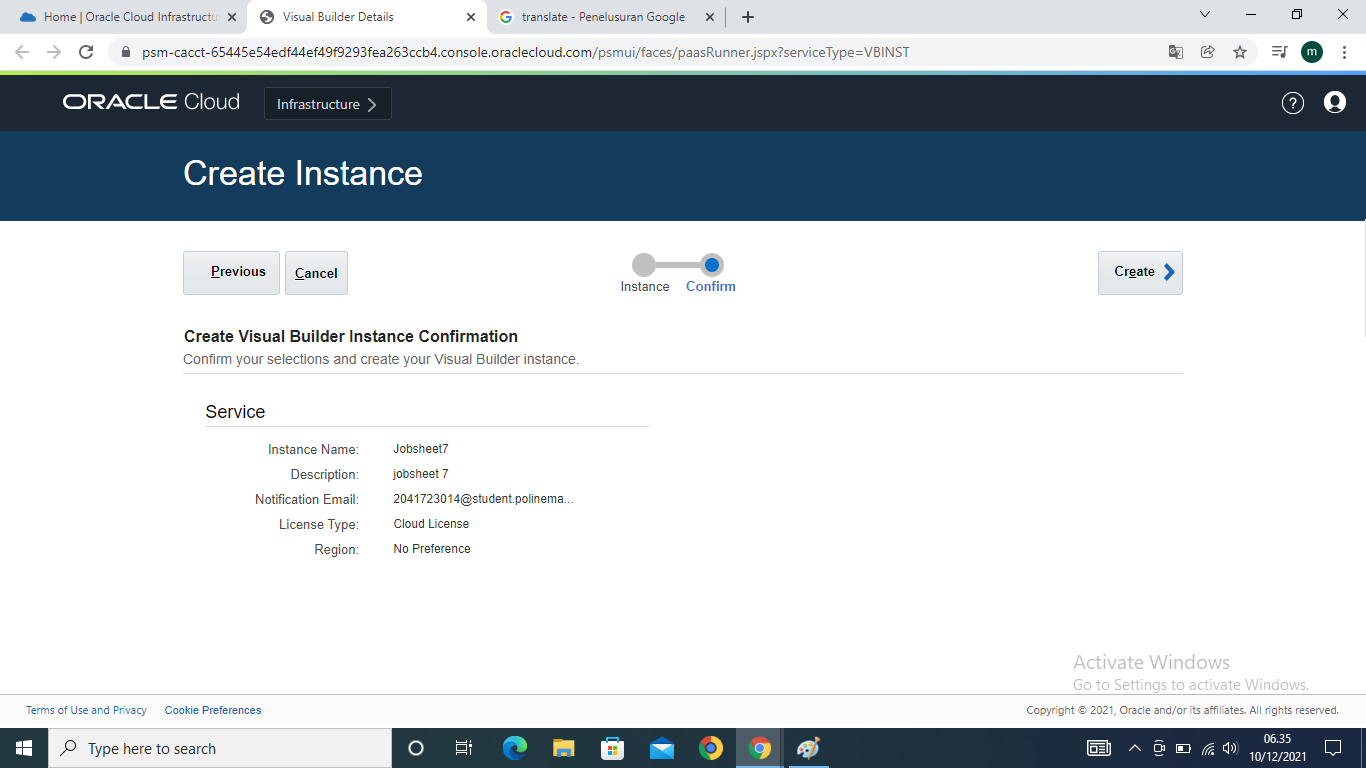 Home | Oracle Cloud Infrastructu
Visual Builder Details
translate - Penelusuran Google
psm-cacct-65445e54edf44ef49f9293fea263ccb4.console.oraclecloud.com/psmui/faces/paasRunner.jspx?serviceType=VBINST
m
ORACLE Cloud
Infrastructure
?
Create Instance
Previous
Cancel
Instance
Confirm
Create
Create Visual Builder Instance Confirmation
Confirm your selections and create your Visual Builder instance.
Service
Instance Name: Jobsheet7
Description: jobsheet 7
Notification Email: 2041723014@student.polinema...
License Type: Cloud License
Region: No Preference
Activate Windows
Go to Settings to activate Windows.
Terms of Use and Privacy
Cookie Preferences
Copyright © 2021, Oracle and/or its affiliates. All rights reserved.
Type here to search
06.35
10/12/2021